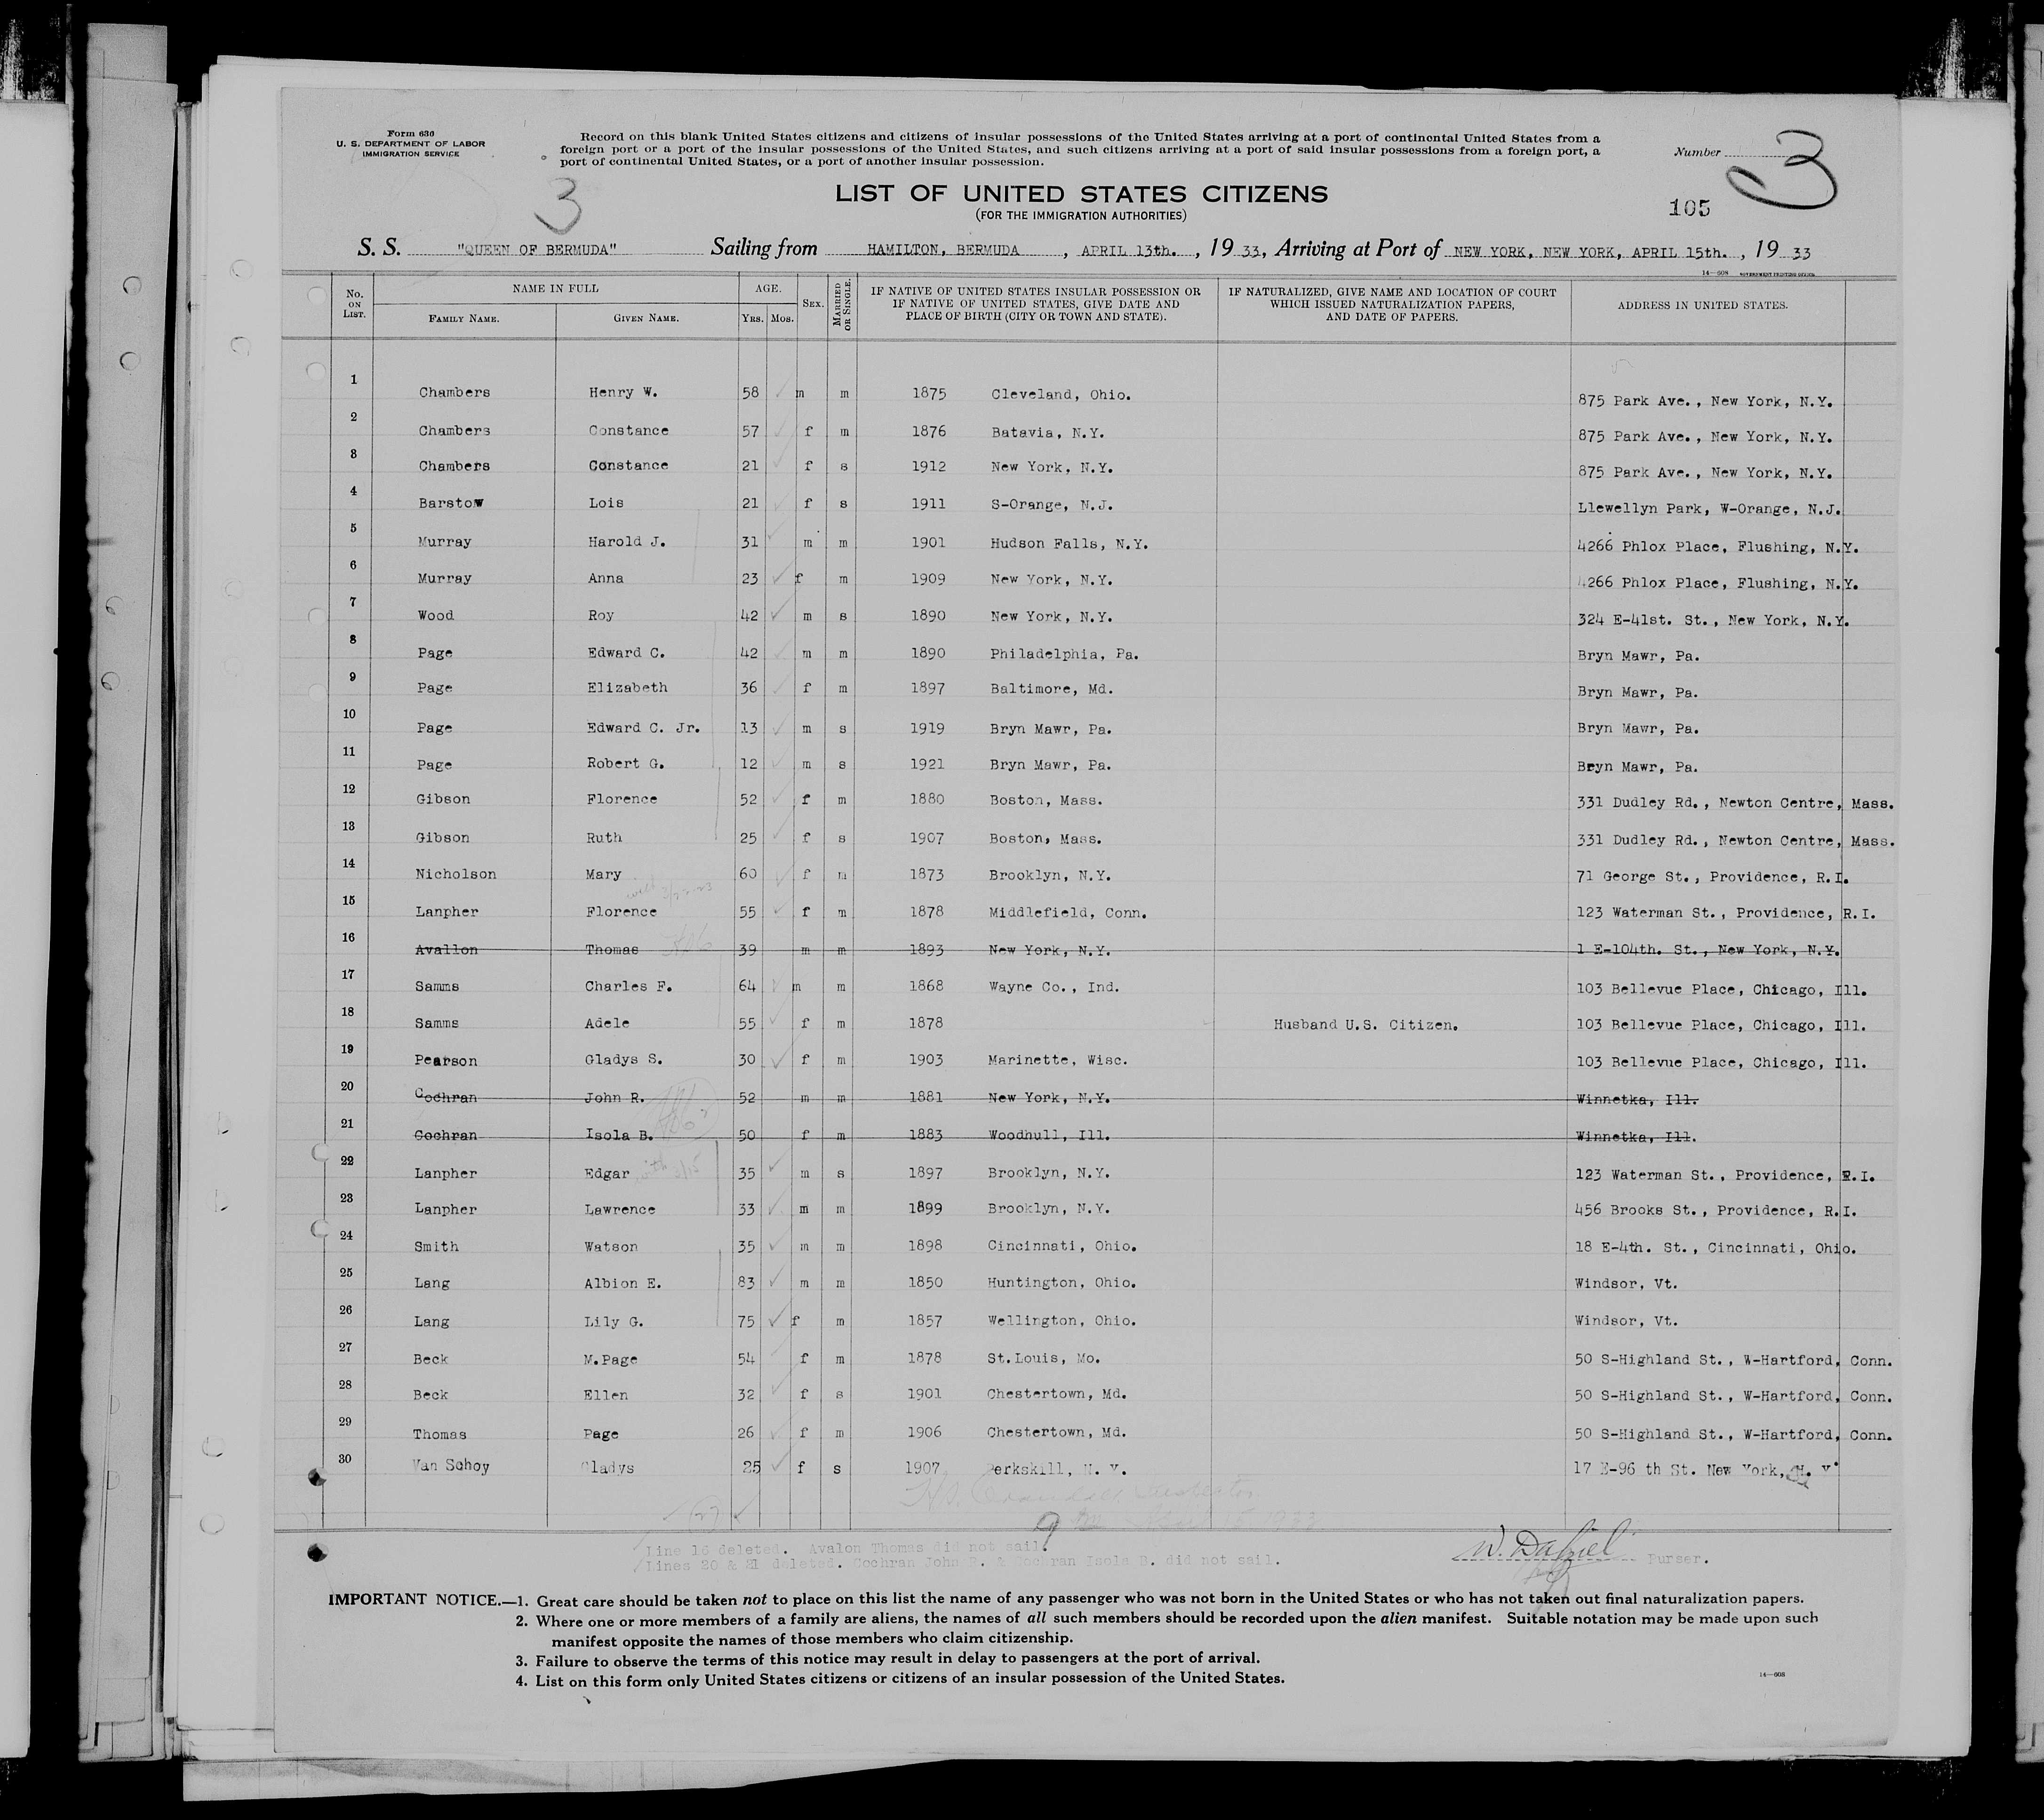 Form 630
U. S. DEPARTMENT OF LABOR
IMMIGRATION SERVICE
Record on this blank United States citizens and citizens of insular possessions of the United States arriving at a port of continental United States from a
foreign port or a port of the insular possessions of the United States, and such citizens arriving at a port of said insular possessions from a foreign port, a
port of continental United States, or a port of another insular possession.
Number 3
3
LIST OF UNITED STATES CITIZENS
(FOR THE IMMIGRATION AUTHORITIES)
105
S. S. "QUEEN OF BERMUDA" Sailing from HAMILTON, BERMUDA, APRIL 13th., 1933, Arriving at Port of NEW YORK, NEW YORK, APRIL 15th., 1933
14—608 GOVERNMENT PRINTING OFFICE
No. ON LIST. NAME IN FULL AGE. SEX. MARRIED OR SINGLE. IF NATIVE OF UNITED STATES INSULAR POSSESSION OR IF NATIVE OF UNITED STATES, GIVE DATE AND PLACE OF BIRTH (CITY OR TOWN AND STATE). IF NATURALIZED, GIVE NAME AND LOCATION OF COURT WHICH ISSUED NATURALIZATION PAPERS, AND DATE OF PAPERS. ADDRESS IN UNITED STATES.
FAMILY NAME. GIVEN NAME. YRS. MOS.
1 Chambers Henry W. 58 m m 1875 Cleveland, Ohio. 875 Park Ave., New York, N.Y.
2 Chambers Constance 57 f m 1876 Batavia, N.Y. 875 Park Ave., New York, N.Y.
3 Chambers Constance 21 f s 1912 New York, N.Y. 875 Park Ave., New York, N.Y.
4 Barstow Lois 21 f s 1911 S-Orange, N.J. Llewellyn Park, W-Orange, N.J.
5 Murray Harold J. 31 m m 1901 Hudson Falls, N.Y. 4266 Phlox Place, Flushing, N.Y.
6 Murray Anna 23 f m 1909 New York, N.Y. 4266 Phlox Place, Flushing, N.Y.
7 Wood Roy 42 m s 1890 New York, N.Y. 324 E-41st. St., New York, N.Y.
8 Page Edward C. 42 m m 1890 Philadelphia, Pa. Bryn Mawr, Pa.
9 Page Elizabeth 36 f m 1897 Baltimore, Md. Bryn Mawr, Pa.
10 Page Edward C. Jr. 13 m s 1919 Bryn Mawr, Pa. Bryn Mawr, Pa.
11 Page Robert G. 12 m s 1921 Bryn Mawr, Pa. Bryn Mawr, Pa.
12 Gibson Florence 52 f m 1880 Boston, Mass. 331 Dudley Rd., Newton Centre, Mass.
13 Gibson Ruth 25 f s 1907 Boston, Mass. 331 Dudley Rd., Newton Centre, Mass.
14 Nicholson Mary 60 f m 1873 Brooklyn, N.Y. 71 George St., Providence, R.I.
15 Lanpher Florence 55 f m 1878 Middlefield, Conn. 123 Waterman St., Providence, R.I.
16 Avallon Thomas 39 m m 1893 New York, N.Y. 1 E-104th. St., New York, N.Y.
17 Samms Charles F. 64 m m 1868 Wayne Co., Ind. 103 Bellevue Place, Chicago, Ill.
18 Samms Adele 55 f m 1878 Husband U.S. Citizen. 103 Bellevue Place, Chicago, Ill.
19 Pearson Gladys S. 30 f m 1903 Marinette, Wisc. 103 Bellevue Place, Chicago, Ill.
20 Cochran John R. 52 m m 1881 New York, N.Y. Winnetka, Ill.
21 Cochran Isola B. 50 f m 1883 Woodhull, Ill. Winnetka, Ill.
22 Lanpher Edgar 35 m s 1897 Brooklyn, N.Y. 123 Waterman St., Providence, R.I.
23 Lanpher Lawrence 33 m m 1899 Brooklyn, N.Y. 456 Brooks St., Providence, R.I.
24 Smith Watson 35 m m 1898 Cincinnati, Ohio. 18 E-4th. St., Cincinnati, Ohio.
25 Lang Albion E. 83 m m 1850 Huntington, Ohio. Windsor, Vt.
26 Lang Lily G. 75 f m 1857 Wellington, Ohio. Windsor, Vt.
27 Beck M.Page 54 f m 1878 St.Louis, Mo. 50 S-Highland St., W-Hartford, Conn.
28 Beck Ellen 32 f s 1901 Chestertown, Md. 50 S-Highland St., W-Hartford, Conn.
29 Thomas Page 26 f m 1906 Chestertown, Md. 50 S-Highland St., W-Hartford, Conn.
30 Van Schoy Gladys 25 f s 1907 Perkskill, N. Y. 17 E-96 th St. New York, N. Y.
Line 16 deleted. Avalon Thomas did not sail.
Lines 20 & 21 deleted. Cochran John R. & Cochran Isola B. did not sail.
Purser.
IMPORTANT NOTICE.—1. Great care should be taken not to place on this list the name of any passenger who was not born in the United States or who has not taken out final naturalization papers.
2. Where one or more members of a family are aliens, the names of all such members should be recorded upon the alien manifest. Suitable notation may be made upon such
manifest opposite the names of those members who claim citizenship.
3. Failure to observe the terms of this notice may result in delay to passengers at the port of arrival.
4. List on this form only United States citizens or citizens of an insular possession of the United States.
14—608